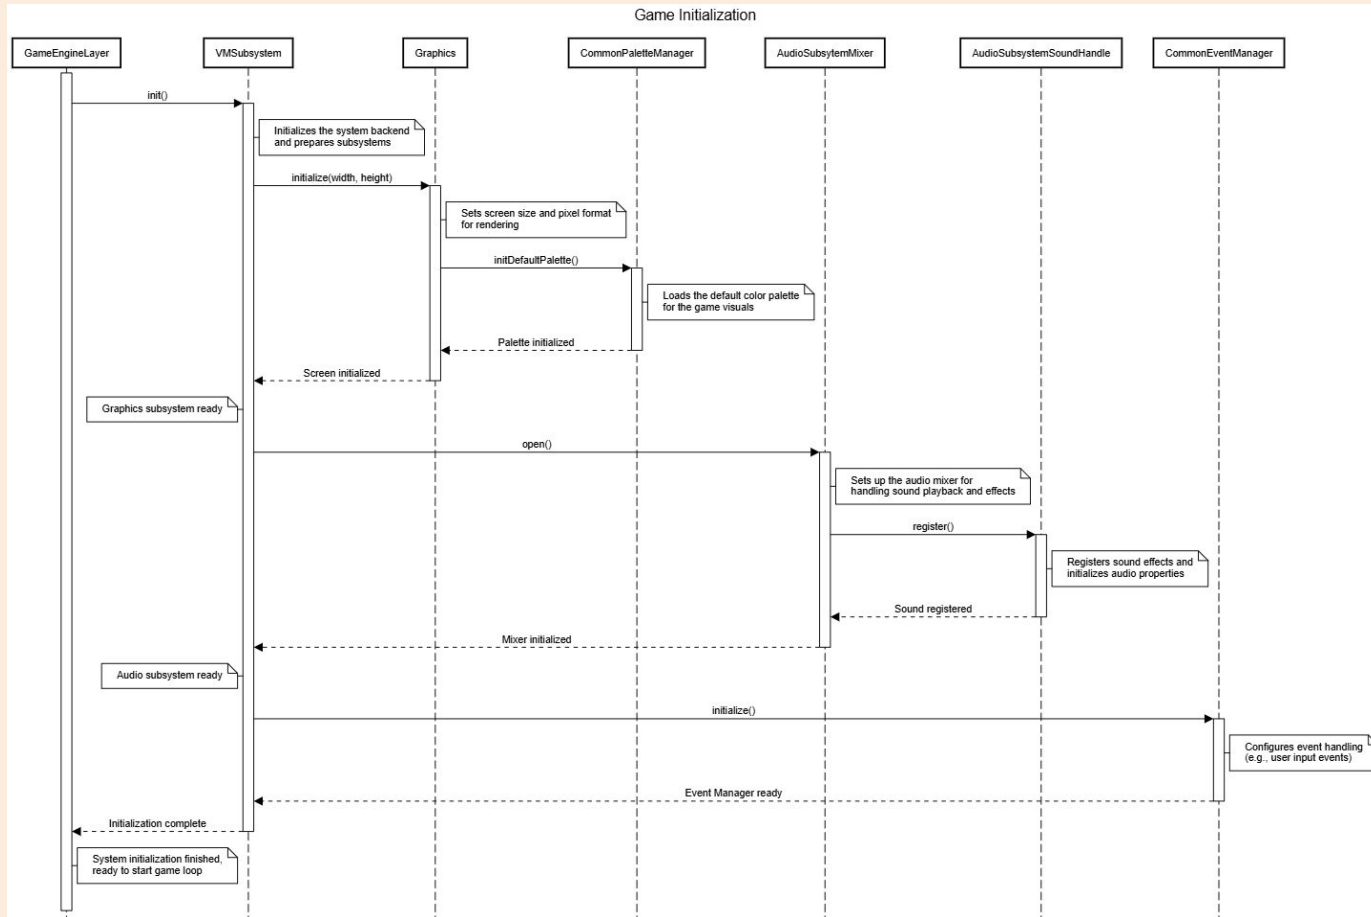 Game Initialization
GameEngineLayer
VMSubsystem
Graphics
CommonPaletteManager
AudioSubsytemMixer
AudioSubsystemSoundHandle
CommonEventManager
init()
Initializes the system backend
and prepares subsystems
initialize(width, height)
Sets screen size and pixel format
for rendering
initDefaultPalette()
Loads the default color palette
for the game visuals
Palette initialized
Screen initialized
Graphics subsystem ready
open()
Sets up the audio mixer for
handling sound playback and effects
register()
Registers sound effects and
initializes audio properties
Sound registered
Mixer initialized
Audio subsystem ready
initialize()
Configures event handling
(e.g., user input events)
Event Manager ready
Initialization complete
System initialization finished,
ready to start game loop